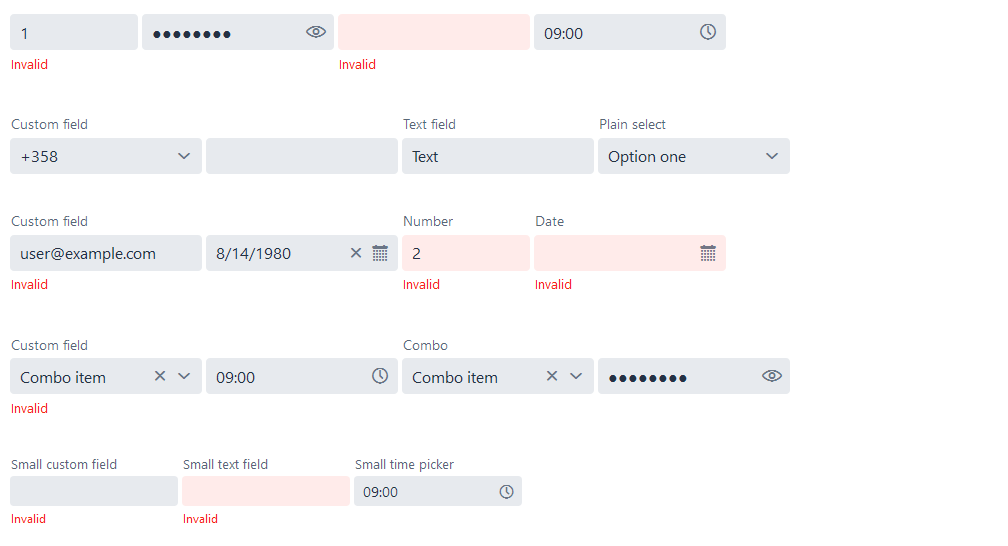 1 ●●●●●●●● 09:00
Invalid Invalid
Custom field Text field Plain select
+358 Text Option one
Custom field Number Date
user@example.com 8/14/1980 2
Invalid Invalid Invalid
Custom field Combo
Combo item 09:00 Combo item ●●●●●●●●
Invalid
Small custom field Small text field Small time picker
09:00
Invalid Invalid